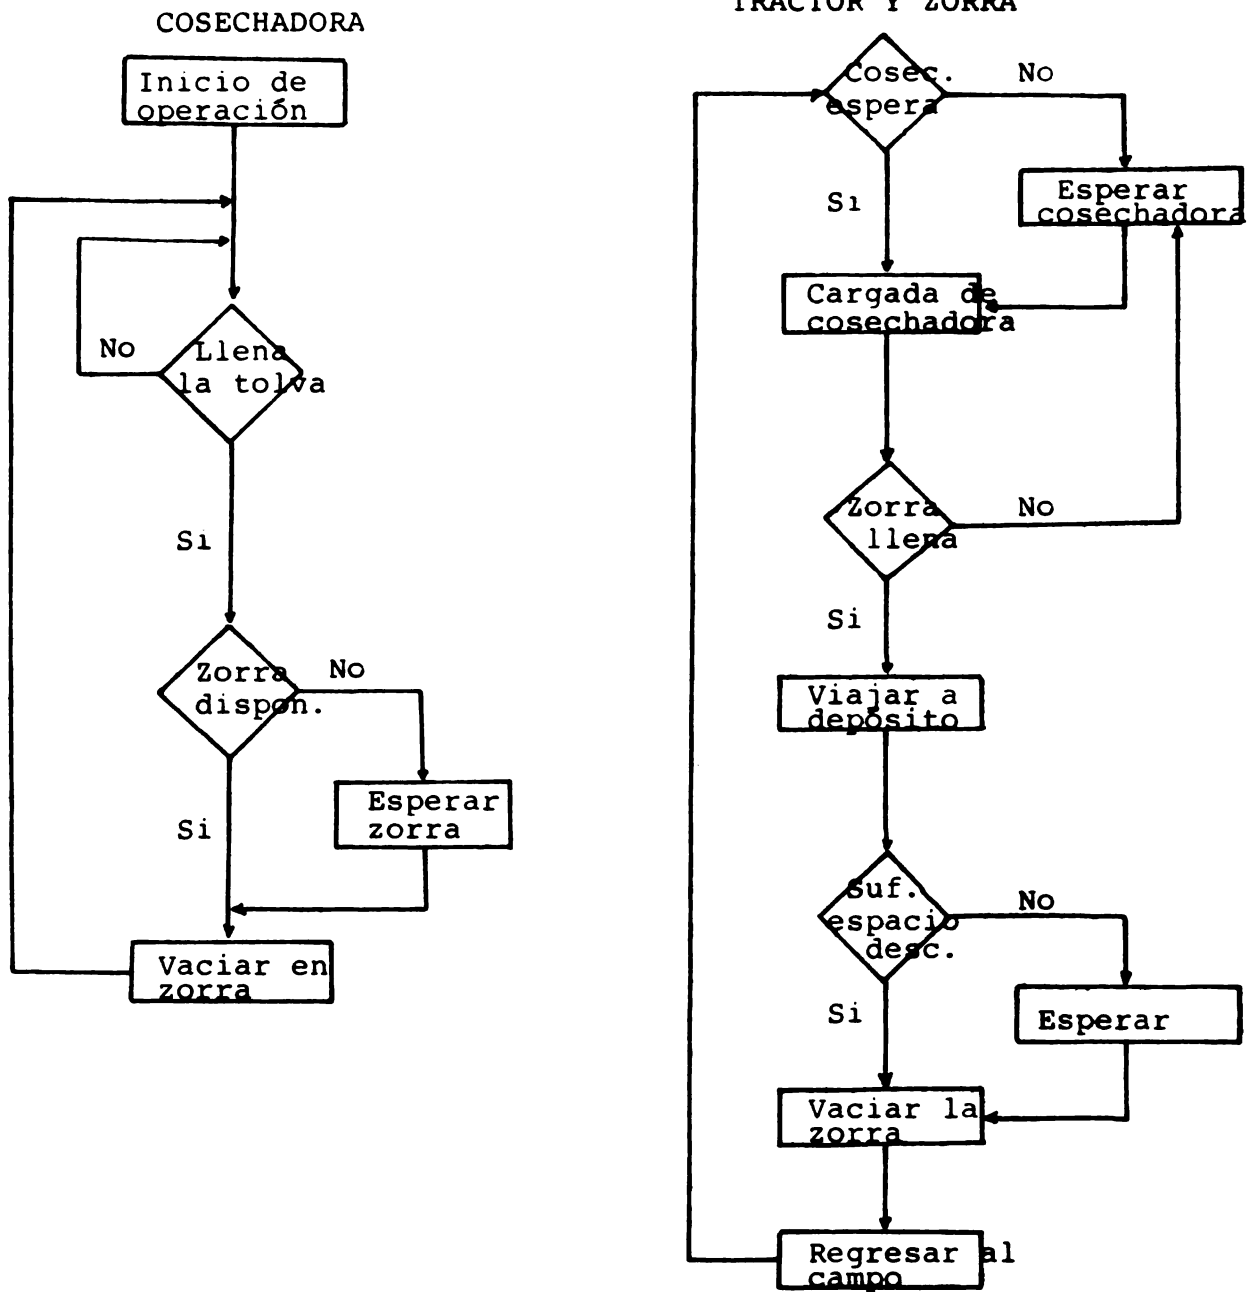 COSECHADORA
Inicio de
operación
No
Llena
la tolva
Si
Zorra
dispon.
No
Esperar
zorra
Si
Vaciar en
zorra
TRACTOR Y ZORRA
Cosec.
espera
No
Esperar
cosechadora
Si
Cargada de
cosechadora
Zorra
llena
No
Si
Viajar a
depósito
Suf.
espacio
desc.
No
Esperar
Si
Vaciar la
zorra
Regresar al
campo